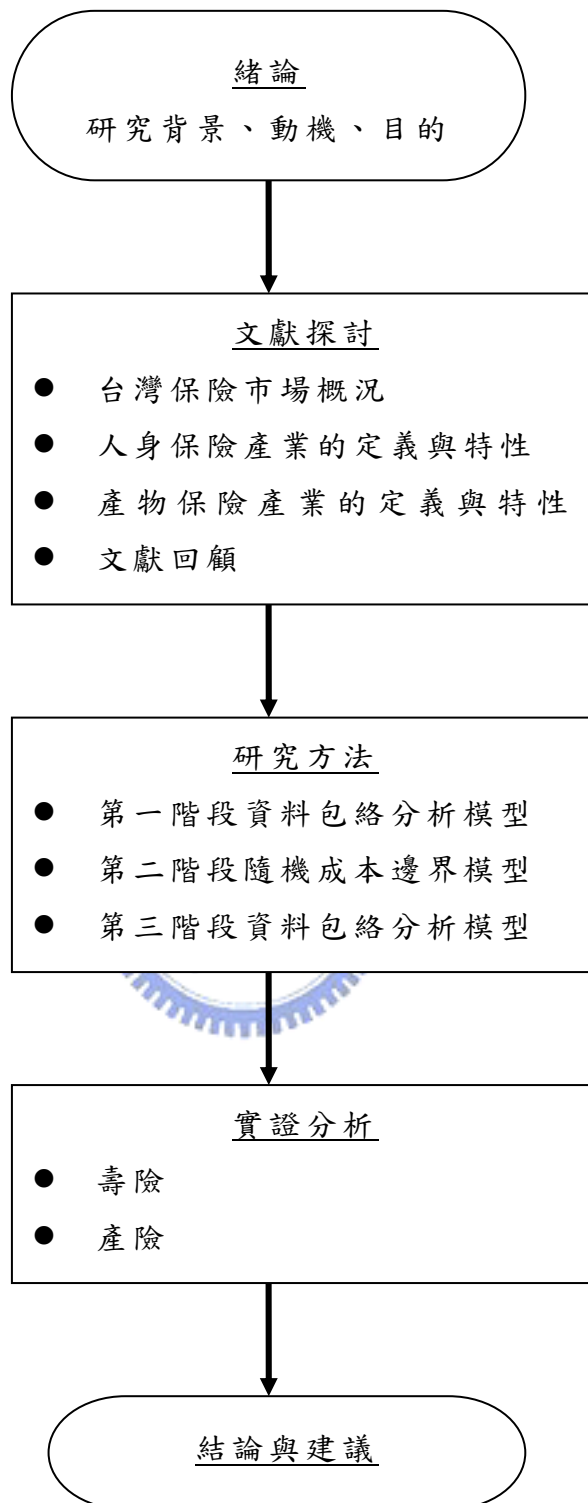 緒論
研究背景、動機、目的
文獻探討
● 台灣保險市場概況
● 人身保險產業的定義與特性
● 產物保險產業的定義與特性
● 文獻回顧
研究方法
● 第一階段資料包絡分析模型
● 第二階段隨機成本邊界模型
● 第三階段資料包絡分析模型
實證分析
● 壽險
● 產險
結論與建議